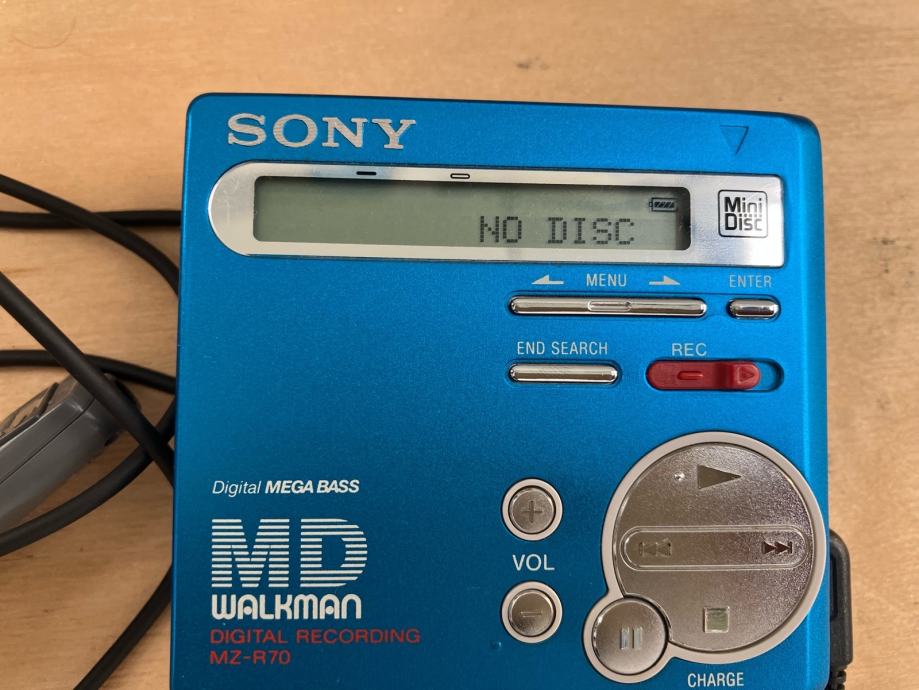 SONY
Mini
Disc
NO DISC
MENU
ENTER
END SEARCH
REC
Digital MEGA BASS
VOL
MD
WALKMAN
DIGITAL RECORDING
MZ-R70
CHARGE